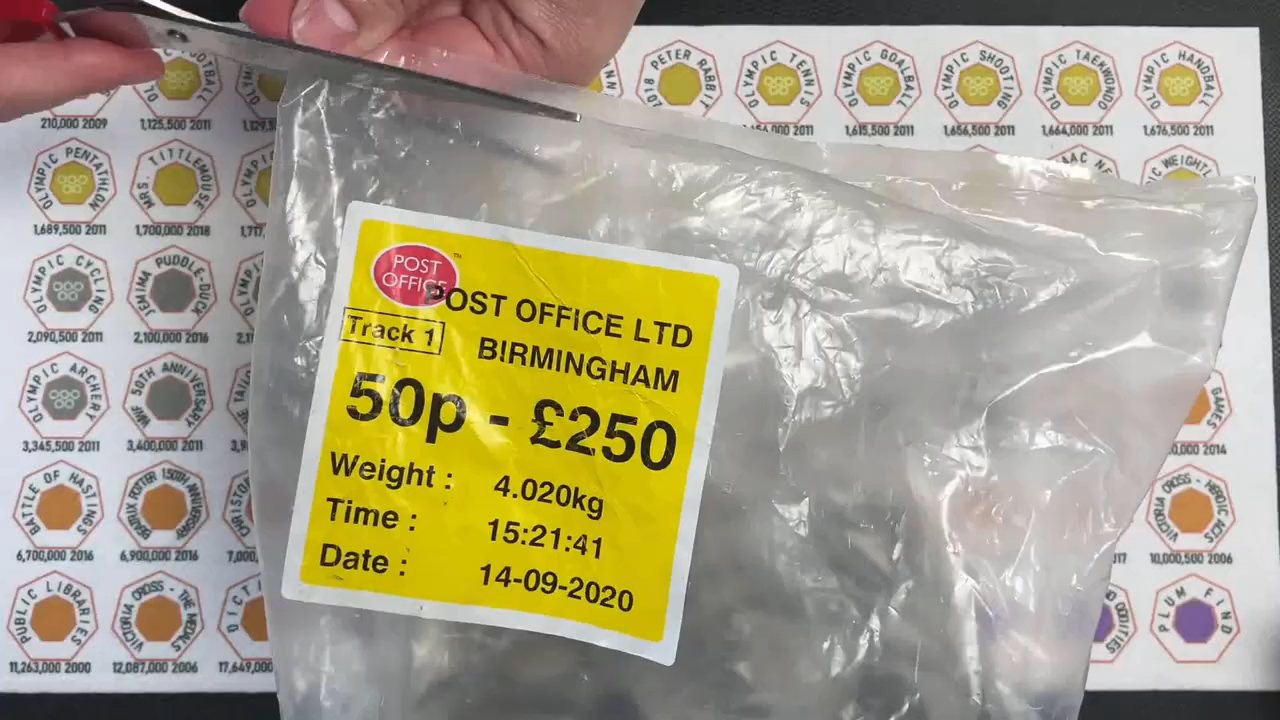 OLYMPIC TENNIS
OLYMPIC GOALBALL
OLYMPIC SHOOTING
OLYMPIC TAEKWONDO
OLYMPIC HANDBALL
2018 PETER RABBIT
210,000 2009
1,125,500 2011
1,615,500 2011
1,656,500 2011
1,664,000 2011
1,676,500 2011
OLYMPIC PENTATHLON
MRS TITTLEMOUSE
1,689,500 2011
1,700,000 2018
OLYMPIC CYCLING
JEMIMA PUDDLE-DUCK
2,090,500 2011
2,100,000 2016
OLYMPIC ARCHERY
WWF 50TH ANNIVERSARY
3,345,500 2011
3,400,000 2011
GAMES
2014
BATTLE OF HASTINGS
BEATRIX POTTER 150TH ANNIVERSARY
VICTORIA CROSS - HEROIC ACTS
6,700,000 2016
6,900,000 2016
10,000,500 2006
PUBLIC LIBRARIES
VICTORIA CROSS - THE MEDALS
PLUM FIND
11,263,000 2000
12,087,000 2006
17,649,000
POST
OFFICE
™
POST OFFICE LTD
Track 1
BIRMINGHAM
50p - £250
Weight : 4.020kg
Time : 15:21:41
Date : 14-09-2020